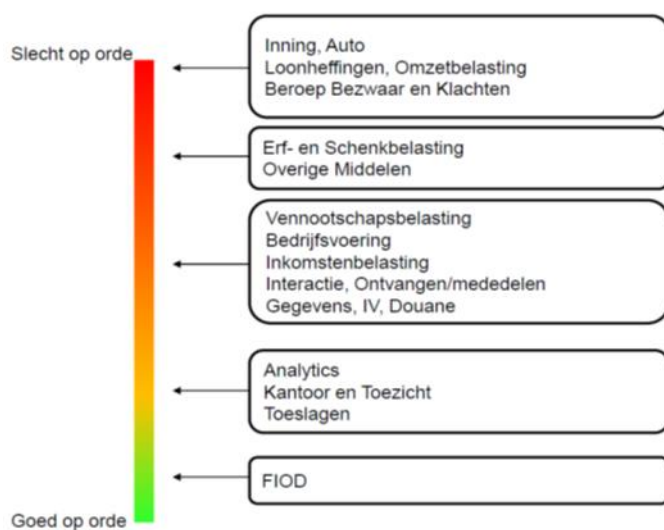 Slecht op orde
Inning, Auto
Loonheffingen, Omzetbelasting
Beroep Bezwaar en Klachten
Erf- en Schenkbelasting
Overige Middelen
Vennootschapsbelasting
Bedrijfsvoering
Inkomstenbelasting
Interactie, Ontvangen/mededelen
Gegevens, IV, Douane
Analytics
Kantoor en Toezicht
Toeslagen
FIOD
Goed op orde